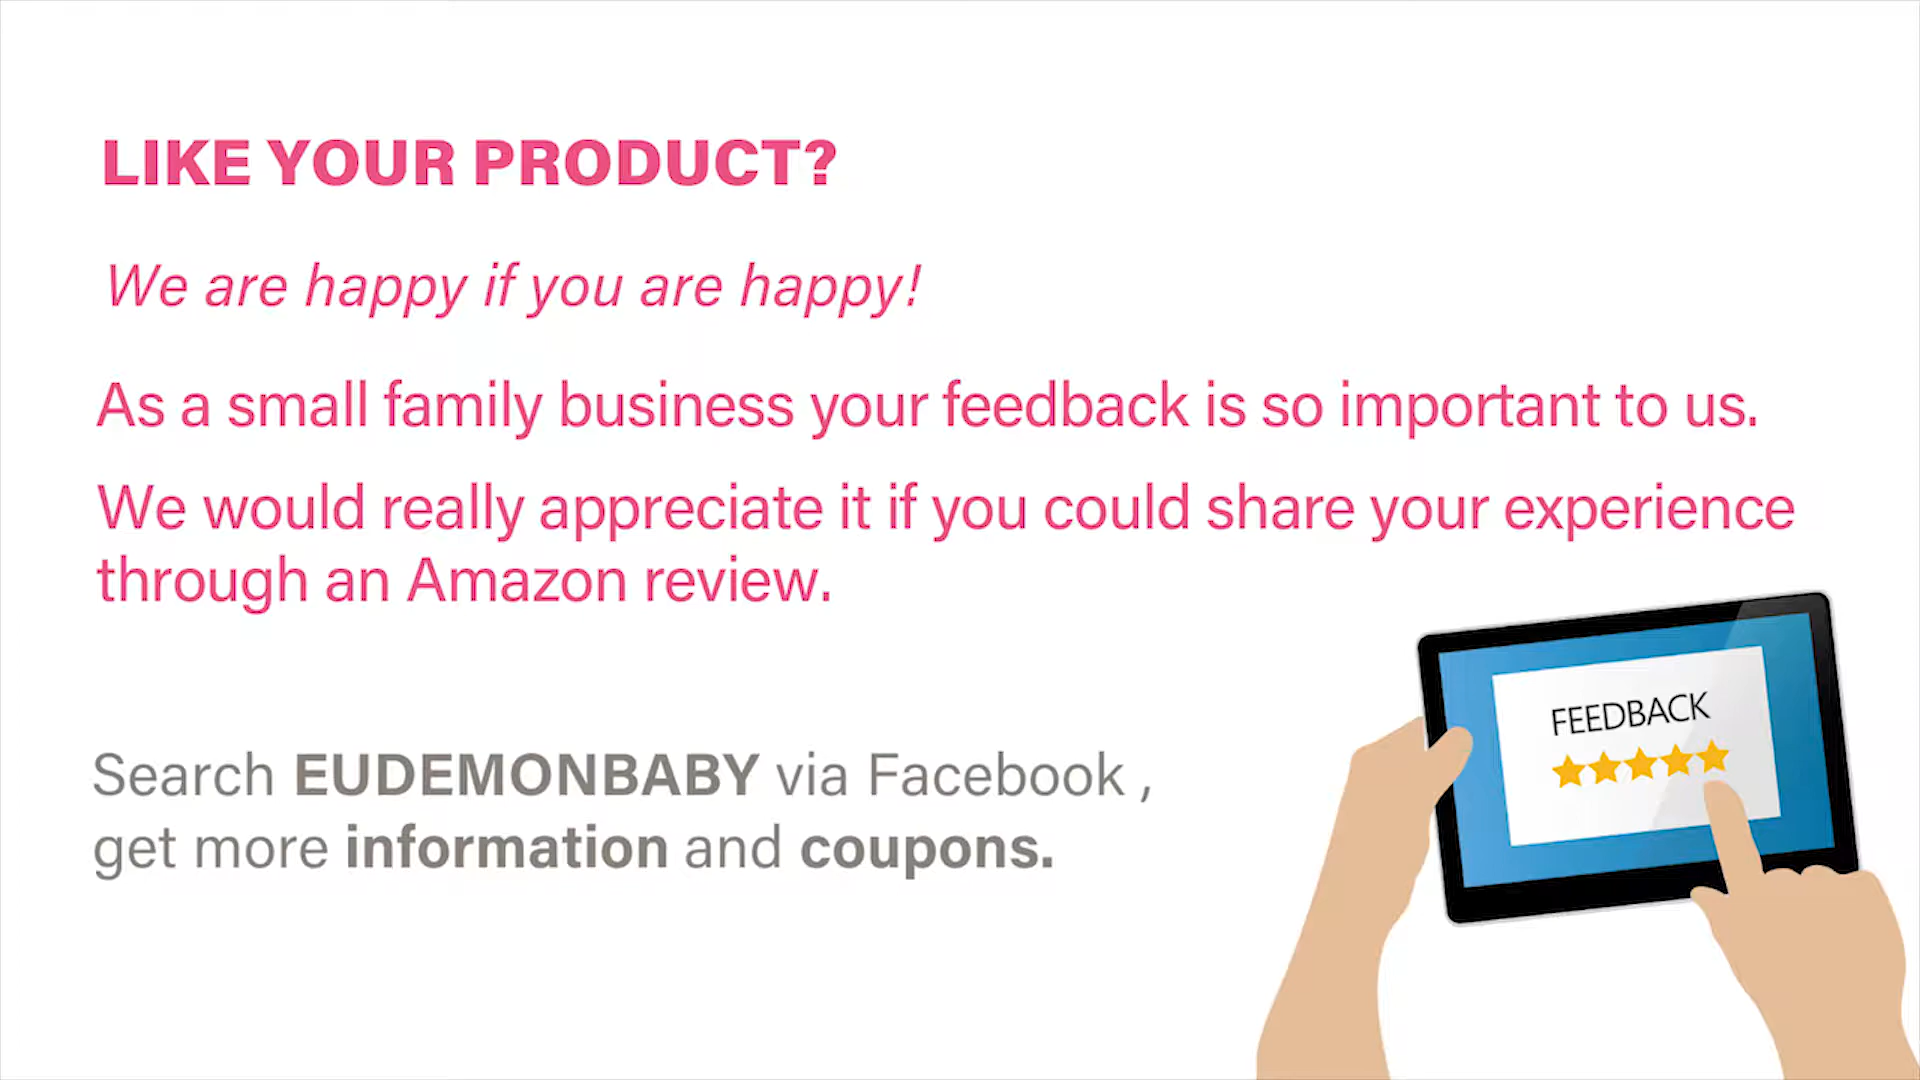 LIKE YOUR PRODUCT?
We are happy if you are happy!
As a small family business your feedback is so important to us.
We would really appreciate it if you could share your experience
through an Amazon review.
FEEDBACK
Search EUDEMONBABY via Facebook ,
get more information and coupons.